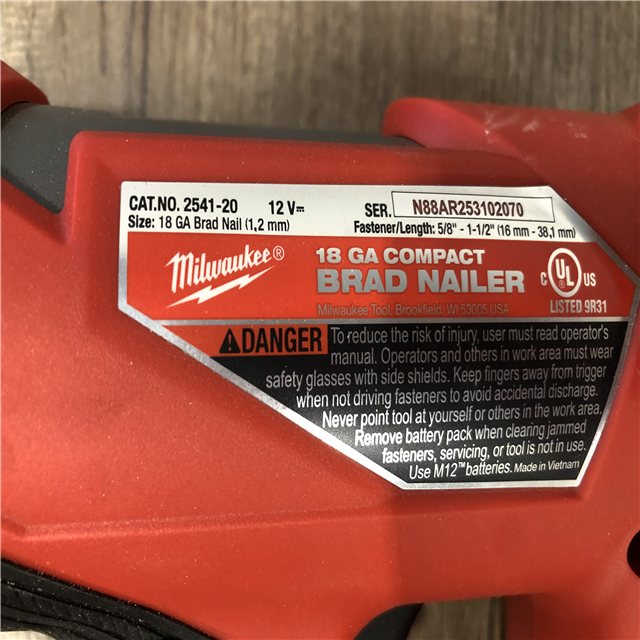 CAT.NO. 2541-20 12 V⎓ SER. N88AR253102070
Size: 18 GA Brad Nail (1,2 mm) Fastener/Length: 5/8" - 1-1/2" (16 mm - 38,1 mm)
Milwaukee®
18 GA COMPACT
BRAD NAILER
Milwaukee Tool, Brookfield, WI 53005 USA
C UL US
LISTED 9R31
DANGER To reduce the risk of injury, user must read operator's
manual. Operators and others in work area must wear
safety glasses with side shields. Keep fingers away from trigger
when not driving fasteners to avoid accidental discharge.
Never point tool at yourself or others in the work area.
Remove battery pack when clearing jammed
fasteners, servicing, or tool is not in use.
Use M12™ batteries. Made in Vietnam